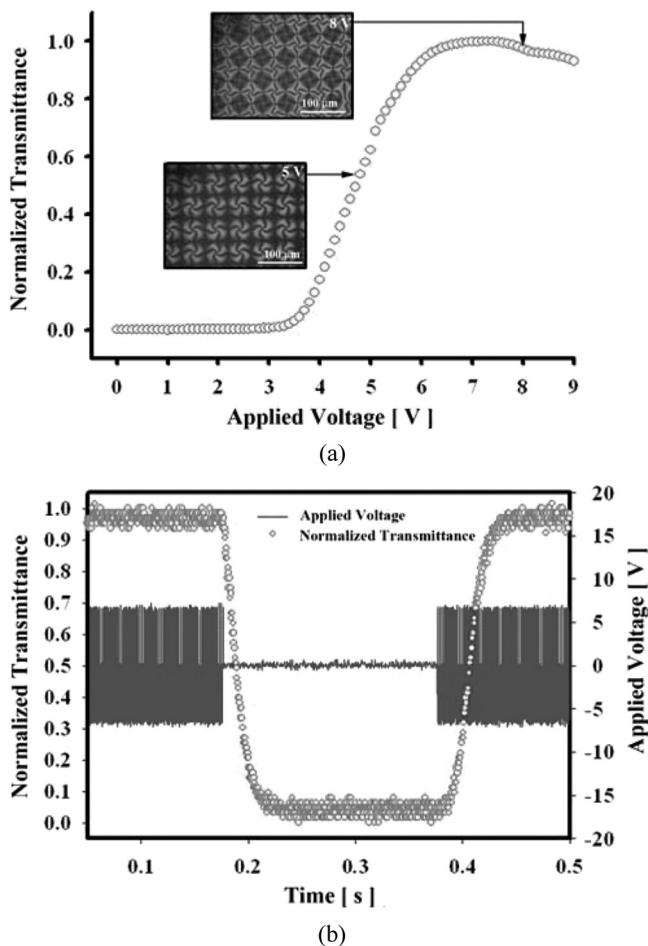 (a)
Normalized Transmittance
1.0
0.8
0.6
0.4
0.2
0.0
8 V
100 μm
5 V
100 μm
0 1 2 3 4 5 6 7 8 9
Applied Voltage [ V ]
(a)
Normalized Transmittance
1.0
0.9
0.8
0.7
0.6
0.5
0.4
0.3
0.2
0.1
0.0
Applied Voltage
Normalized Transmittance
20
15
10
5
0
-5
-10
-15
-20
Applied Voltage [ V ]
0.1 0.2 0.3 0.4 0.5
Time [ s ]
(b)